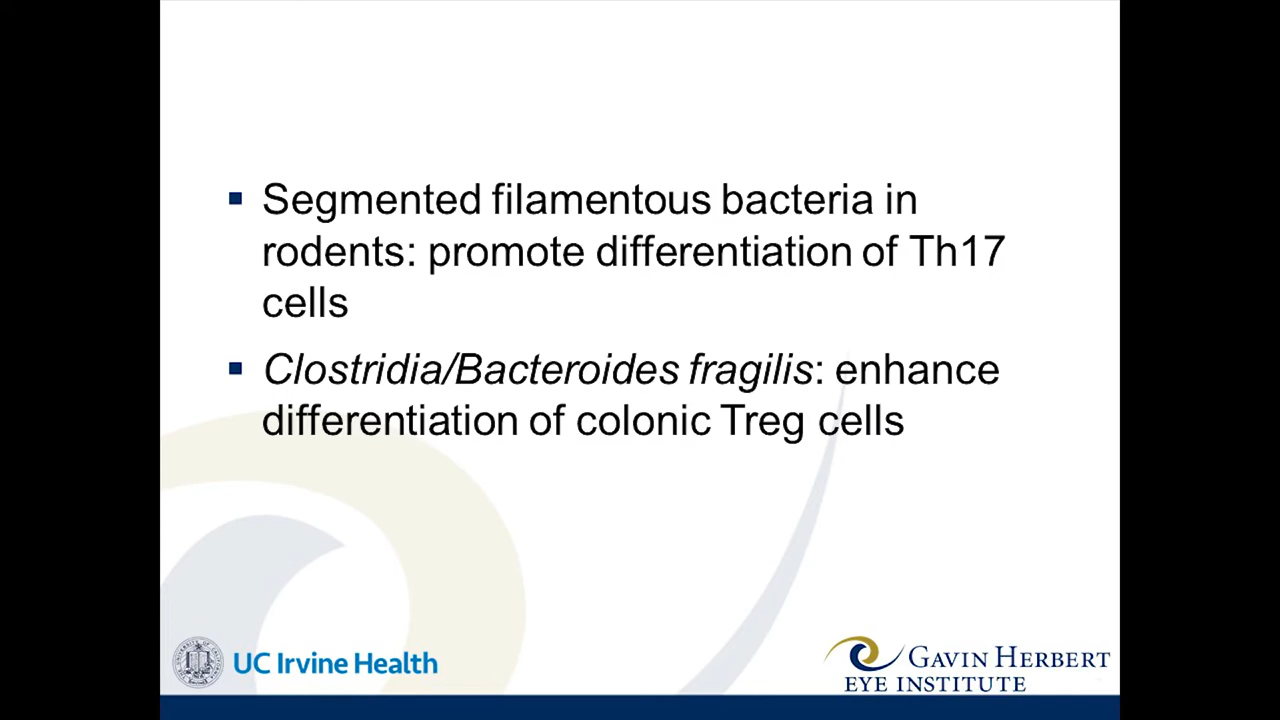 ▪ Segmented filamentous bacteria in
rodents: promote differentiation of Th17
cells
▪ Clostridia/Bacteroides fragilis: enhance
differentiation of colonic Treg cells
UC Irvine Health
GAVIN HERBERT
EYE INSTITUTE